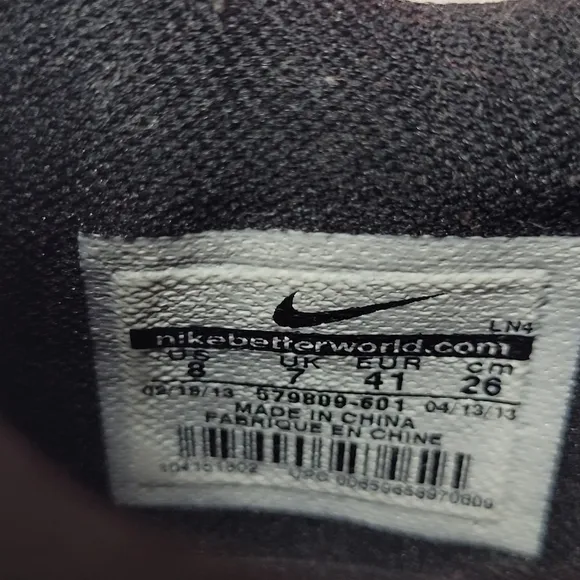 LN4
nikebetterworld.com
US UK EUR cm
8 7 41 26
02/18/13 579809-601 04/13/13
MADE IN CHINA
FABRIQUE EN CHINE